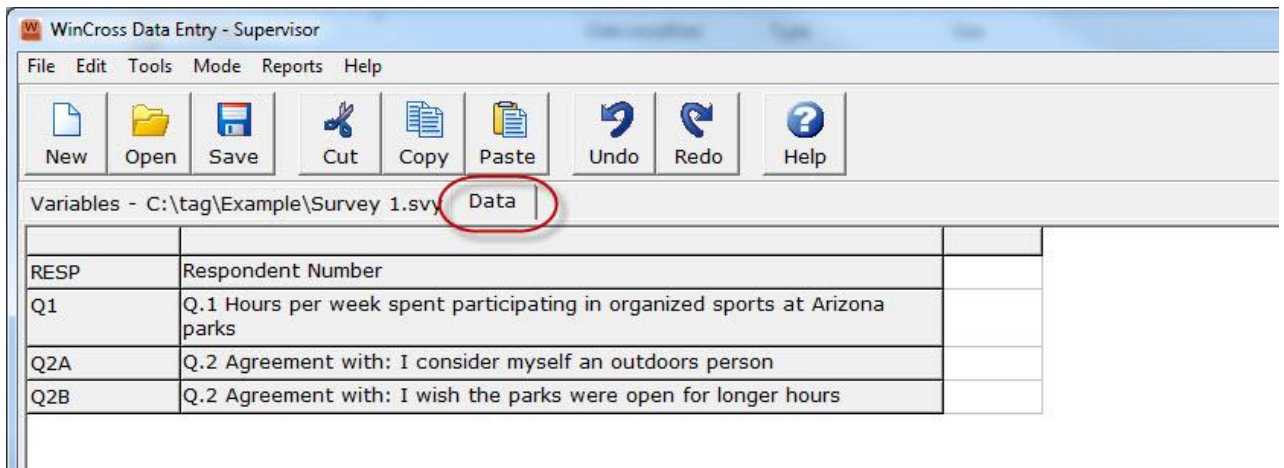 W WinCross Data Entry - Supervisor
File Edit Tools Mode Reports Help
New Open Save Cut Copy Paste Undo Redo Help
Variables - C:\tag\Example\Survey 1.svy Data
RESP Respondent Number
Q1 Q.1 Hours per week spent participating in organized sports at Arizona
parks
Q2A Q.2 Agreement with: I consider myself an outdoors person
Q2B Q.2 Agreement with: I wish the parks were open for longer hours